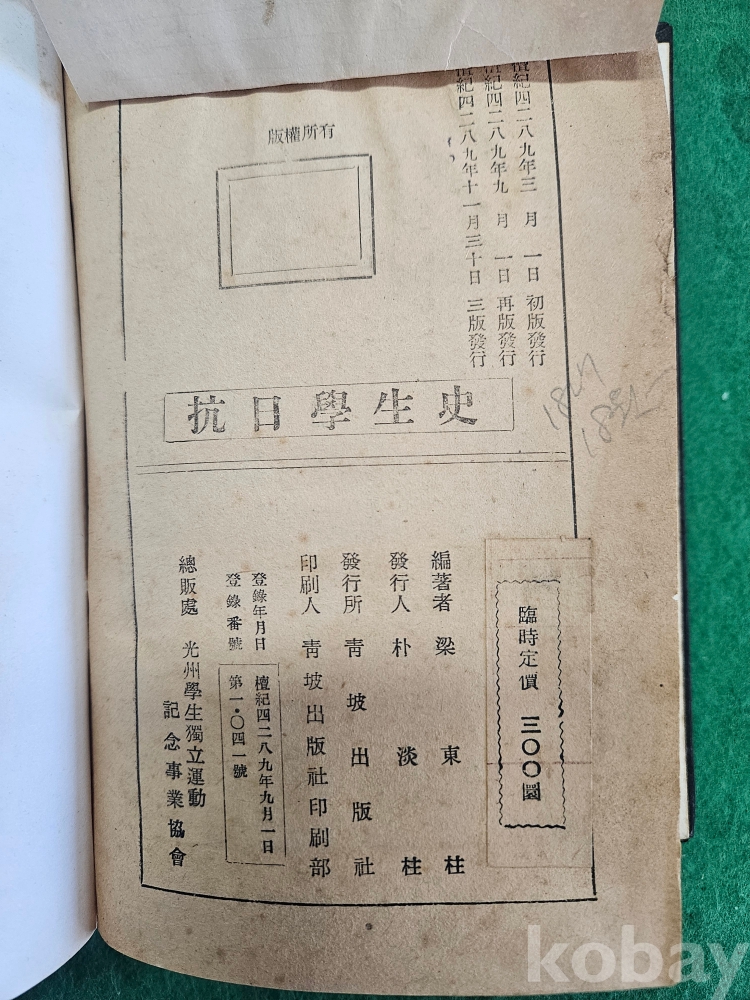 檀紀四二八九年三月一日 初版發行
檀紀四二八九年九月一日 再版發行
檀紀四二八九年十一月三十日 三版發行
版權所有
抗日學生史
臨時定價 三〇〇圜
編著者 梁東柱
發行人 朴淡柱
發行所 靑坡出版社
印刷人 靑坡出版社印刷部
登錄年月日 檀紀四二八九年九月一日
登錄番號 第一・〇四一號
總販處 光州學生獨立運動
記念事業協會
kobay